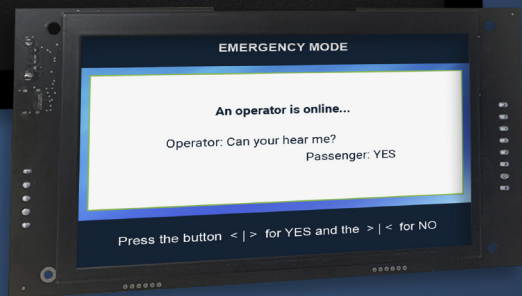 EMERGENCY MODE
An operator is online...
Operator: Can your hear me?
Passenger: YES
Press the button < | > for YES and the > | < for NO